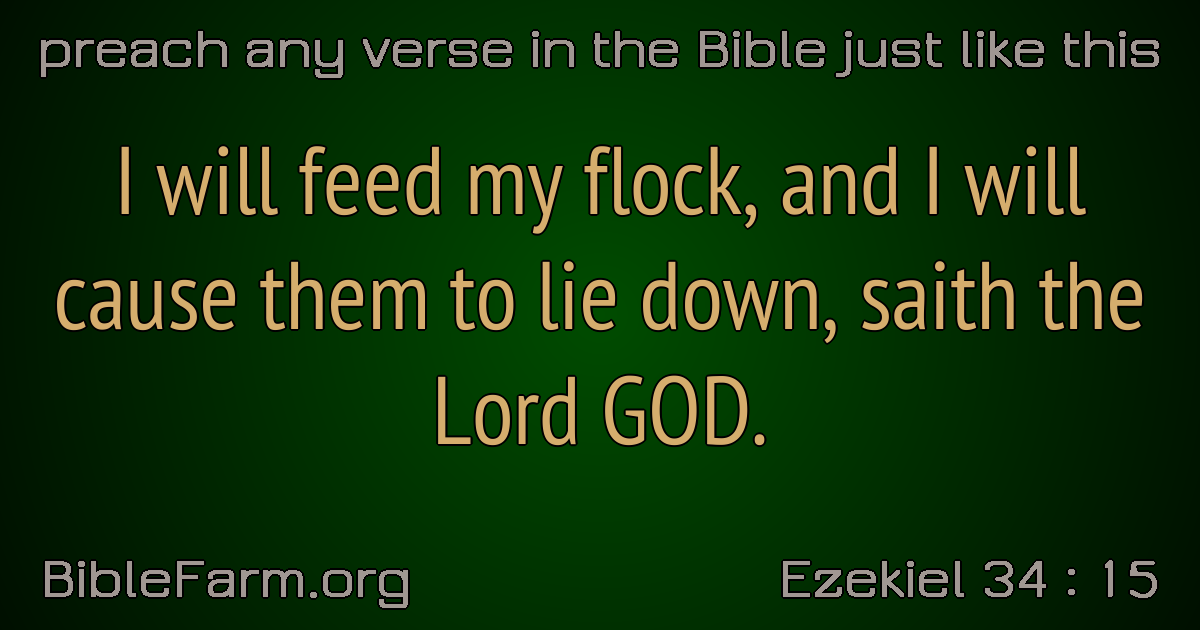 preach any verse in the Bible just like this
I will feed my flock, and I will
cause them to lie down, saith the
Lord GOD.
BibleFarm.org
Ezekiel 34 : 15